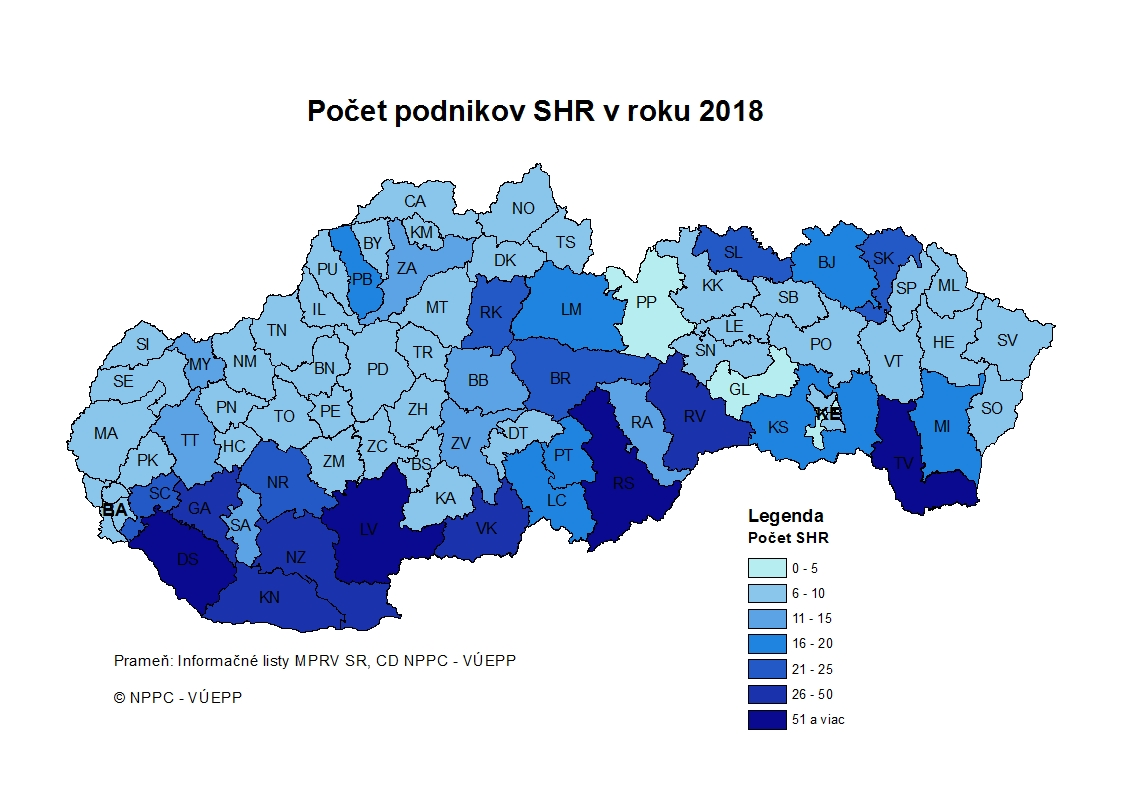 Počet podnikov SHR v roku 2018
CA
NO
BY
KM
TS
PU
PB
ZA
DK
SL
BJ
SK
PP
KK
SB
SP
ML
IL
MT
RK
LM
TN
LE
PO
HE
SV
SI
MY
NM
BN
PD
TR
SN
VT
SE
BB
BR
GL
PN
TO
PE
ZH
RA
RV
KS
KE
MI
SO
MA
TT
HC
ZV
DT
PK
ZM
ZC
BS
PT
TV
SC
NR
KA
RS
BA
GA
SA
LV
VK
LC
DS
NZ
KN
Legenda
Počet SHR
0 - 5
6 - 10
11 - 15
16 - 20
21 - 25
26 - 50
51 a viac
Prameň: Informačné listy MPRV SR, CD NPPC - VÚEPP
© NPPC - VÚEPP